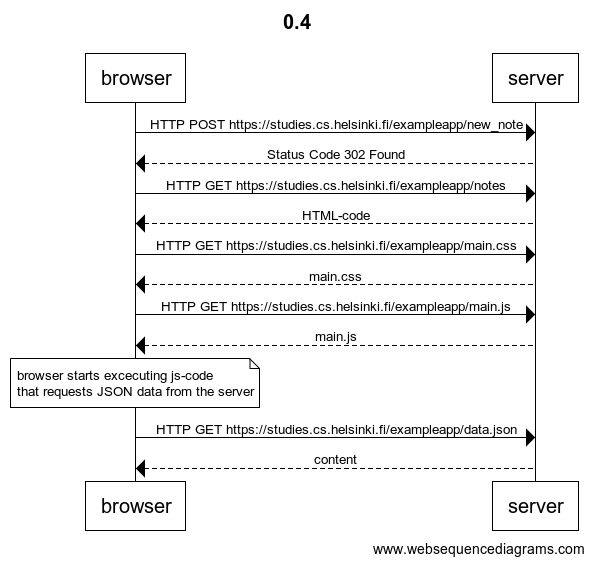 0.4
browser
server
HTTP POST https://studies.cs.helsinki.fi/exampleapp/new_note
Status Code 302 Found
HTTP GET https://studies.cs.helsinki.fi/exampleapp/notes
HTML-code
HTTP GET https://studies.cs.helsinki.fi/exampleapp/main.css
main.css
HTTP GET https://studies.cs.helsinki.fi/exampleapp/main.js
main.js
browser starts excecuting js-code
that requests JSON data from the server
HTTP GET https://studies.cs.helsinki.fi/exampleapp/data.json
content
browser
server
www.websequencediagrams.com